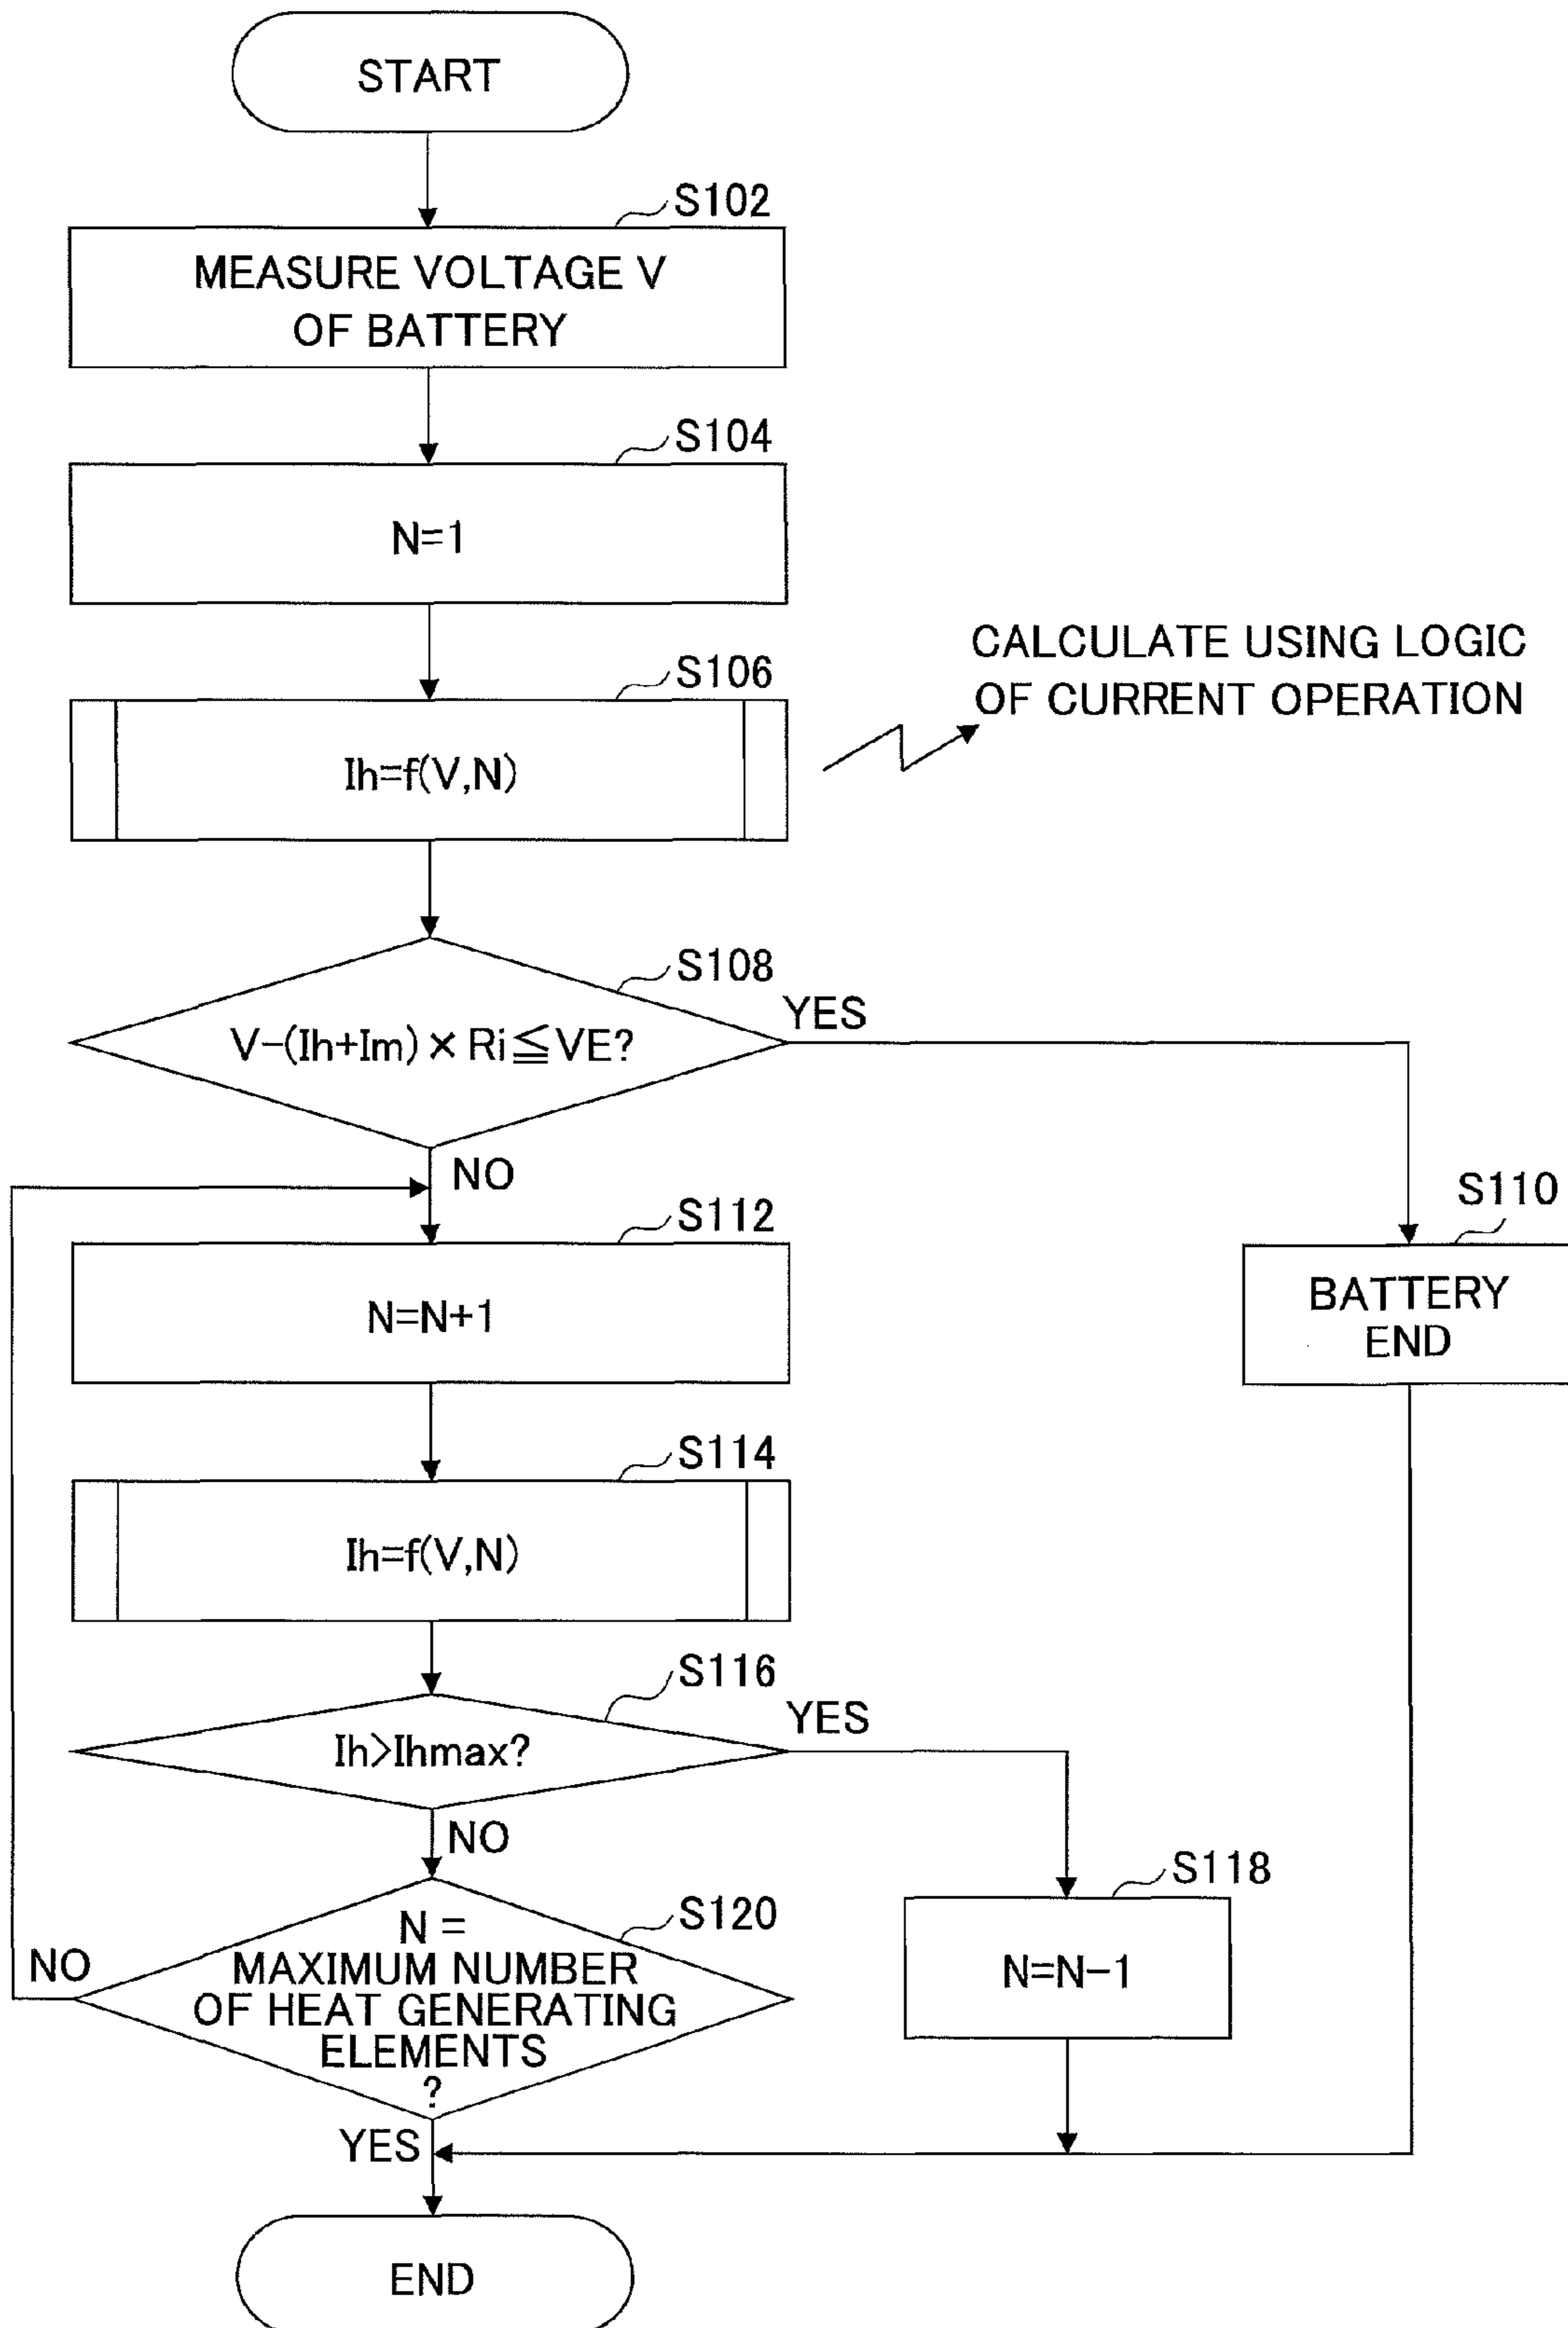 START
S102
MEASURE VOLTAGE V
OF BATTERY
S104
N=1
S106
Ih=f(V,N)
CALCULATE USING LOGIC
OF CURRENT OPERATION
S108
V-(Ih+Im) × Ri≦VE?
YES
NO
S110
BATTERY
END
S112
N=N+1
S114
Ih=f(V,N)
S116
Ih>Ihmax?
YES
NO
S118
N=N-1
S120
N =
MAXIMUM NUMBER
OF HEAT GENERATING
ELEMENTS
?
NO
YES
END